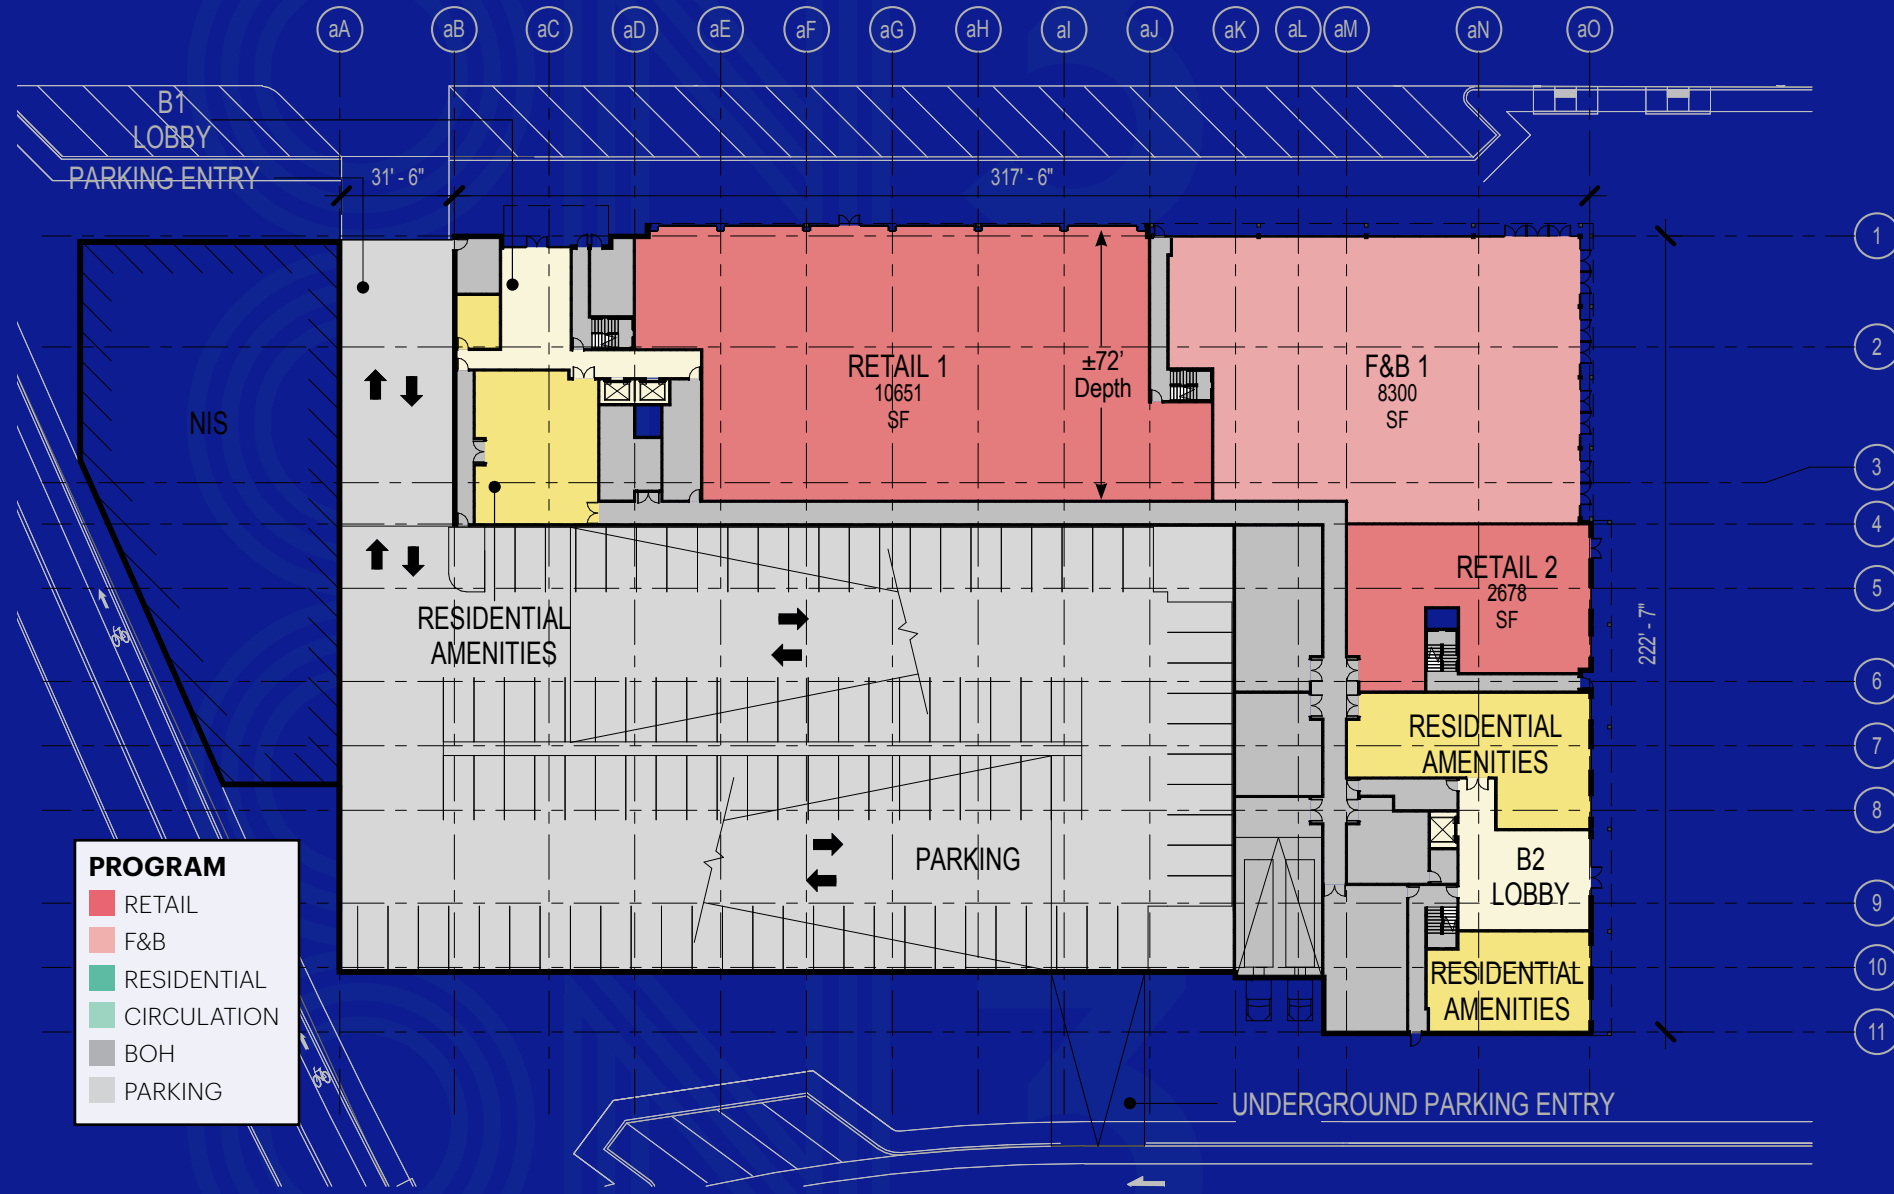 aA aB aC aD aE aF aG aH aI aJ aK aL aM aN aO
B1
LOBBY
PARKING ENTRY
31' - 6"
317' - 6"
1
2
3
4
5
6
7
8
9
10
11
222' - 7"
NIS
RETAIL 1
10651
SF
±72'
Depth
F&B 1
8300
SF
RETAIL 2
2678
SF
RESIDENTIAL
AMENITIES
RESIDENTIAL
AMENITIES
PARKING
B2
LOBBY
RESIDENTIAL
AMENITIES
UNDERGROUND PARKING ENTRY
PROGRAM
RETAIL
F&B
RESIDENTIAL
CIRCULATION
BOH
PARKING